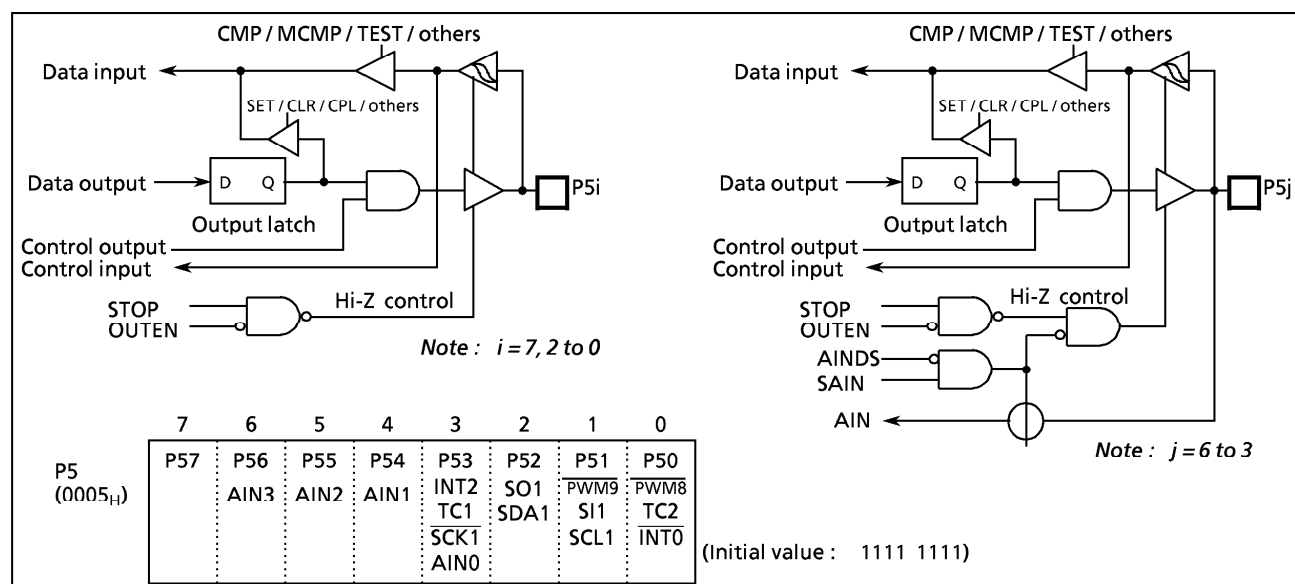 CMP / MCMP / TEST / others
Data input
SET / CLR / CPL / others
Data output
D Q
P5i
Output latch
Control output
Control input
STOP
OUTEN
Hi-Z control
Note : i = 7, 2 to 0
CMP / MCMP / TEST / others
Data input
SET / CLR / CPL / others
Data output
D Q
P5j
Output latch
Control output
Control input
STOP
OUTEN
Hi-Z control
AINDS
SAIN
AIN
Note : j = 6 to 3
7 6 5 4 3 2 1 0
P5
(0005H)
P57 P56 P55 P54 P53 P52 P51 P50
AIN3 AIN2 AIN1 INT2 SO1 PWM9 PWM8
TC1 SDA1 SI1 TC2
SCK1 SCL1 INT0
AIN0
(Initial value : 1111 1111)